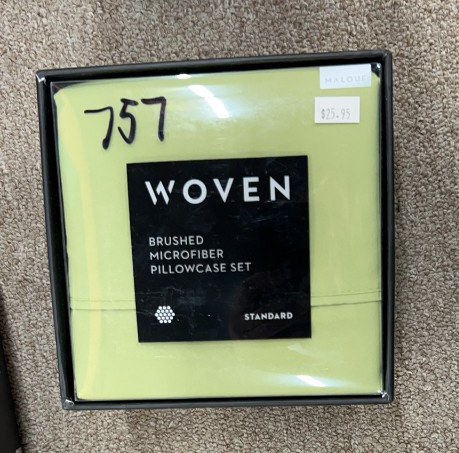 MALOUF
$25.95
757
WOVEN
BRUSHED
MICROFIBER
PILLOWCASE SET
STANDARD